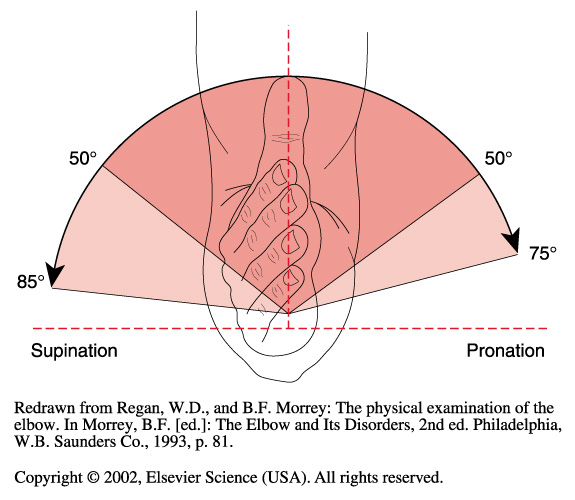 50°
50°
85°
75°
Supination
Pronation
Redrawn from Regan, W.D., and B.F. Morrey: The physical examination of the
elbow. In Morrey, B.F. [ed.]: The Elbow and Its Disorders, 2nd ed. Philadelphia,
W.B. Saunders Co., 1993, p. 81.
Copyright © 2002, Elsevier Science (USA). All rights reserved.